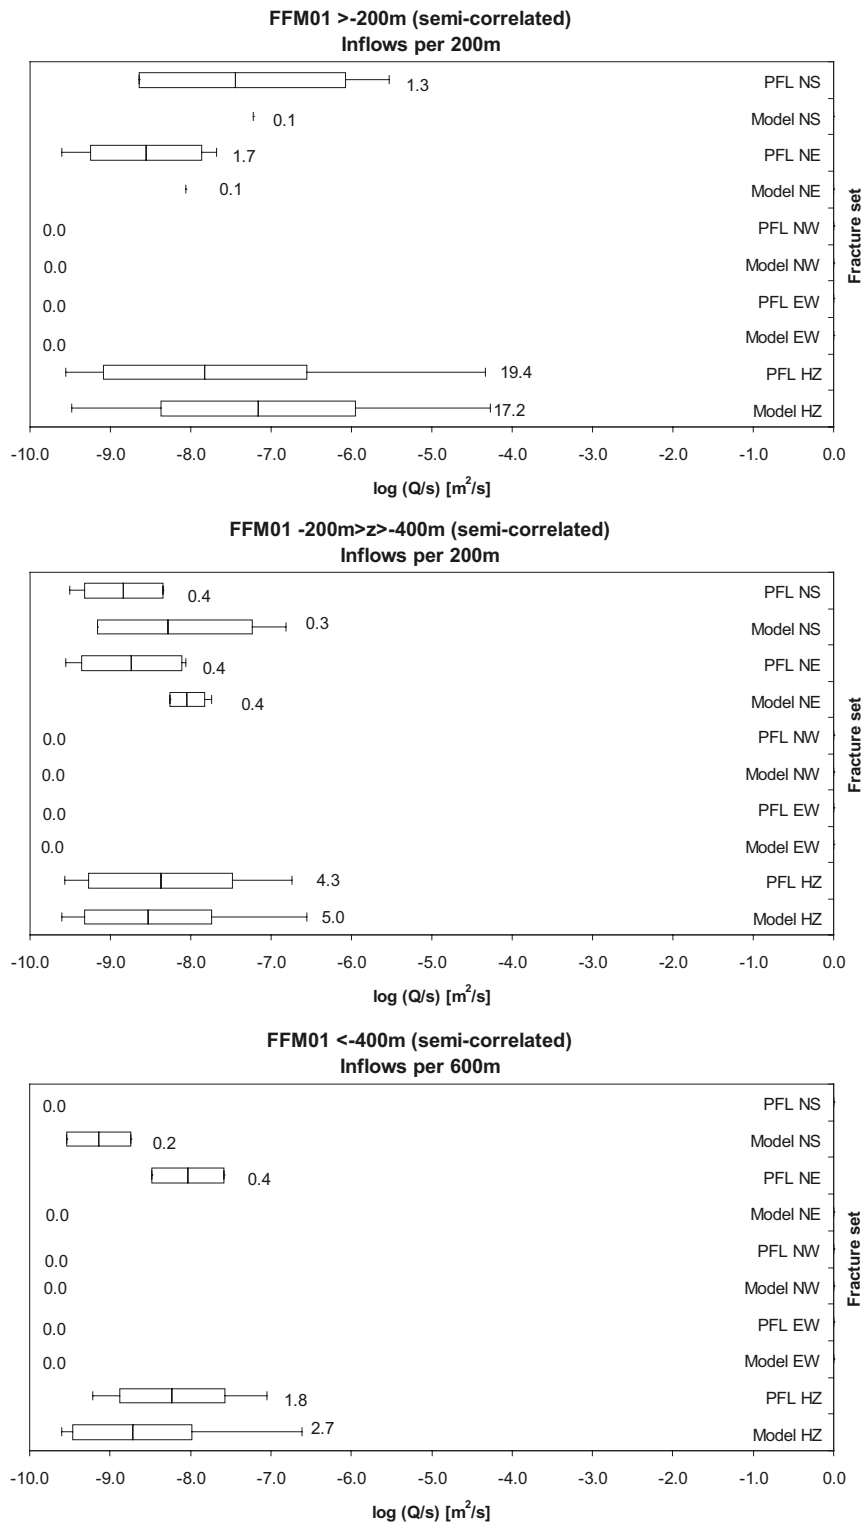 FFM01 >-200m (semi-correlated)
Inflows per 200m
1.3 PFL NS
0.1 Model NS
1.7 PFL NE
0.1 Model NE
0.0 PFL NW
0.0 Model NW
0.0 PFL EW
0.0 Model EW
19.4 PFL HZ
17.2 Model HZ
Fracture set
-10.0 -9.0 -8.0 -7.0 -6.0 -5.0 -4.0 -3.0 -2.0 -1.0 0.0
log (Q/s) [m²/s]
FFM01 -200m>z>-400m (semi-correlated)
Inflows per 200m
0.4 PFL NS
0.3 Model NS
0.4 PFL NE
0.4 Model NE
0.0 PFL NW
0.0 Model NW
0.0 PFL EW
0.0 Model EW
4.3 PFL HZ
5.0 Model HZ
Fracture set
-10.0 -9.0 -8.0 -7.0 -6.0 -5.0 -4.0 -3.0 -2.0 -1.0 0.0
log (Q/s) [m²/s]
FFM01 <-400m (semi-correlated)
Inflows per 600m
0.0 PFL NS
0.2 Model NS
0.4 PFL NE
0.0 Model NE
0.0 PFL NW
0.0 Model NW
0.0 PFL EW
0.0 Model EW
1.8 PFL HZ
2.7 Model HZ
Fracture set
-10.0 -9.0 -8.0 -7.0 -6.0 -5.0 -4.0 -3.0 -2.0 -1.0 0.0
log (Q/s) [m²/s]